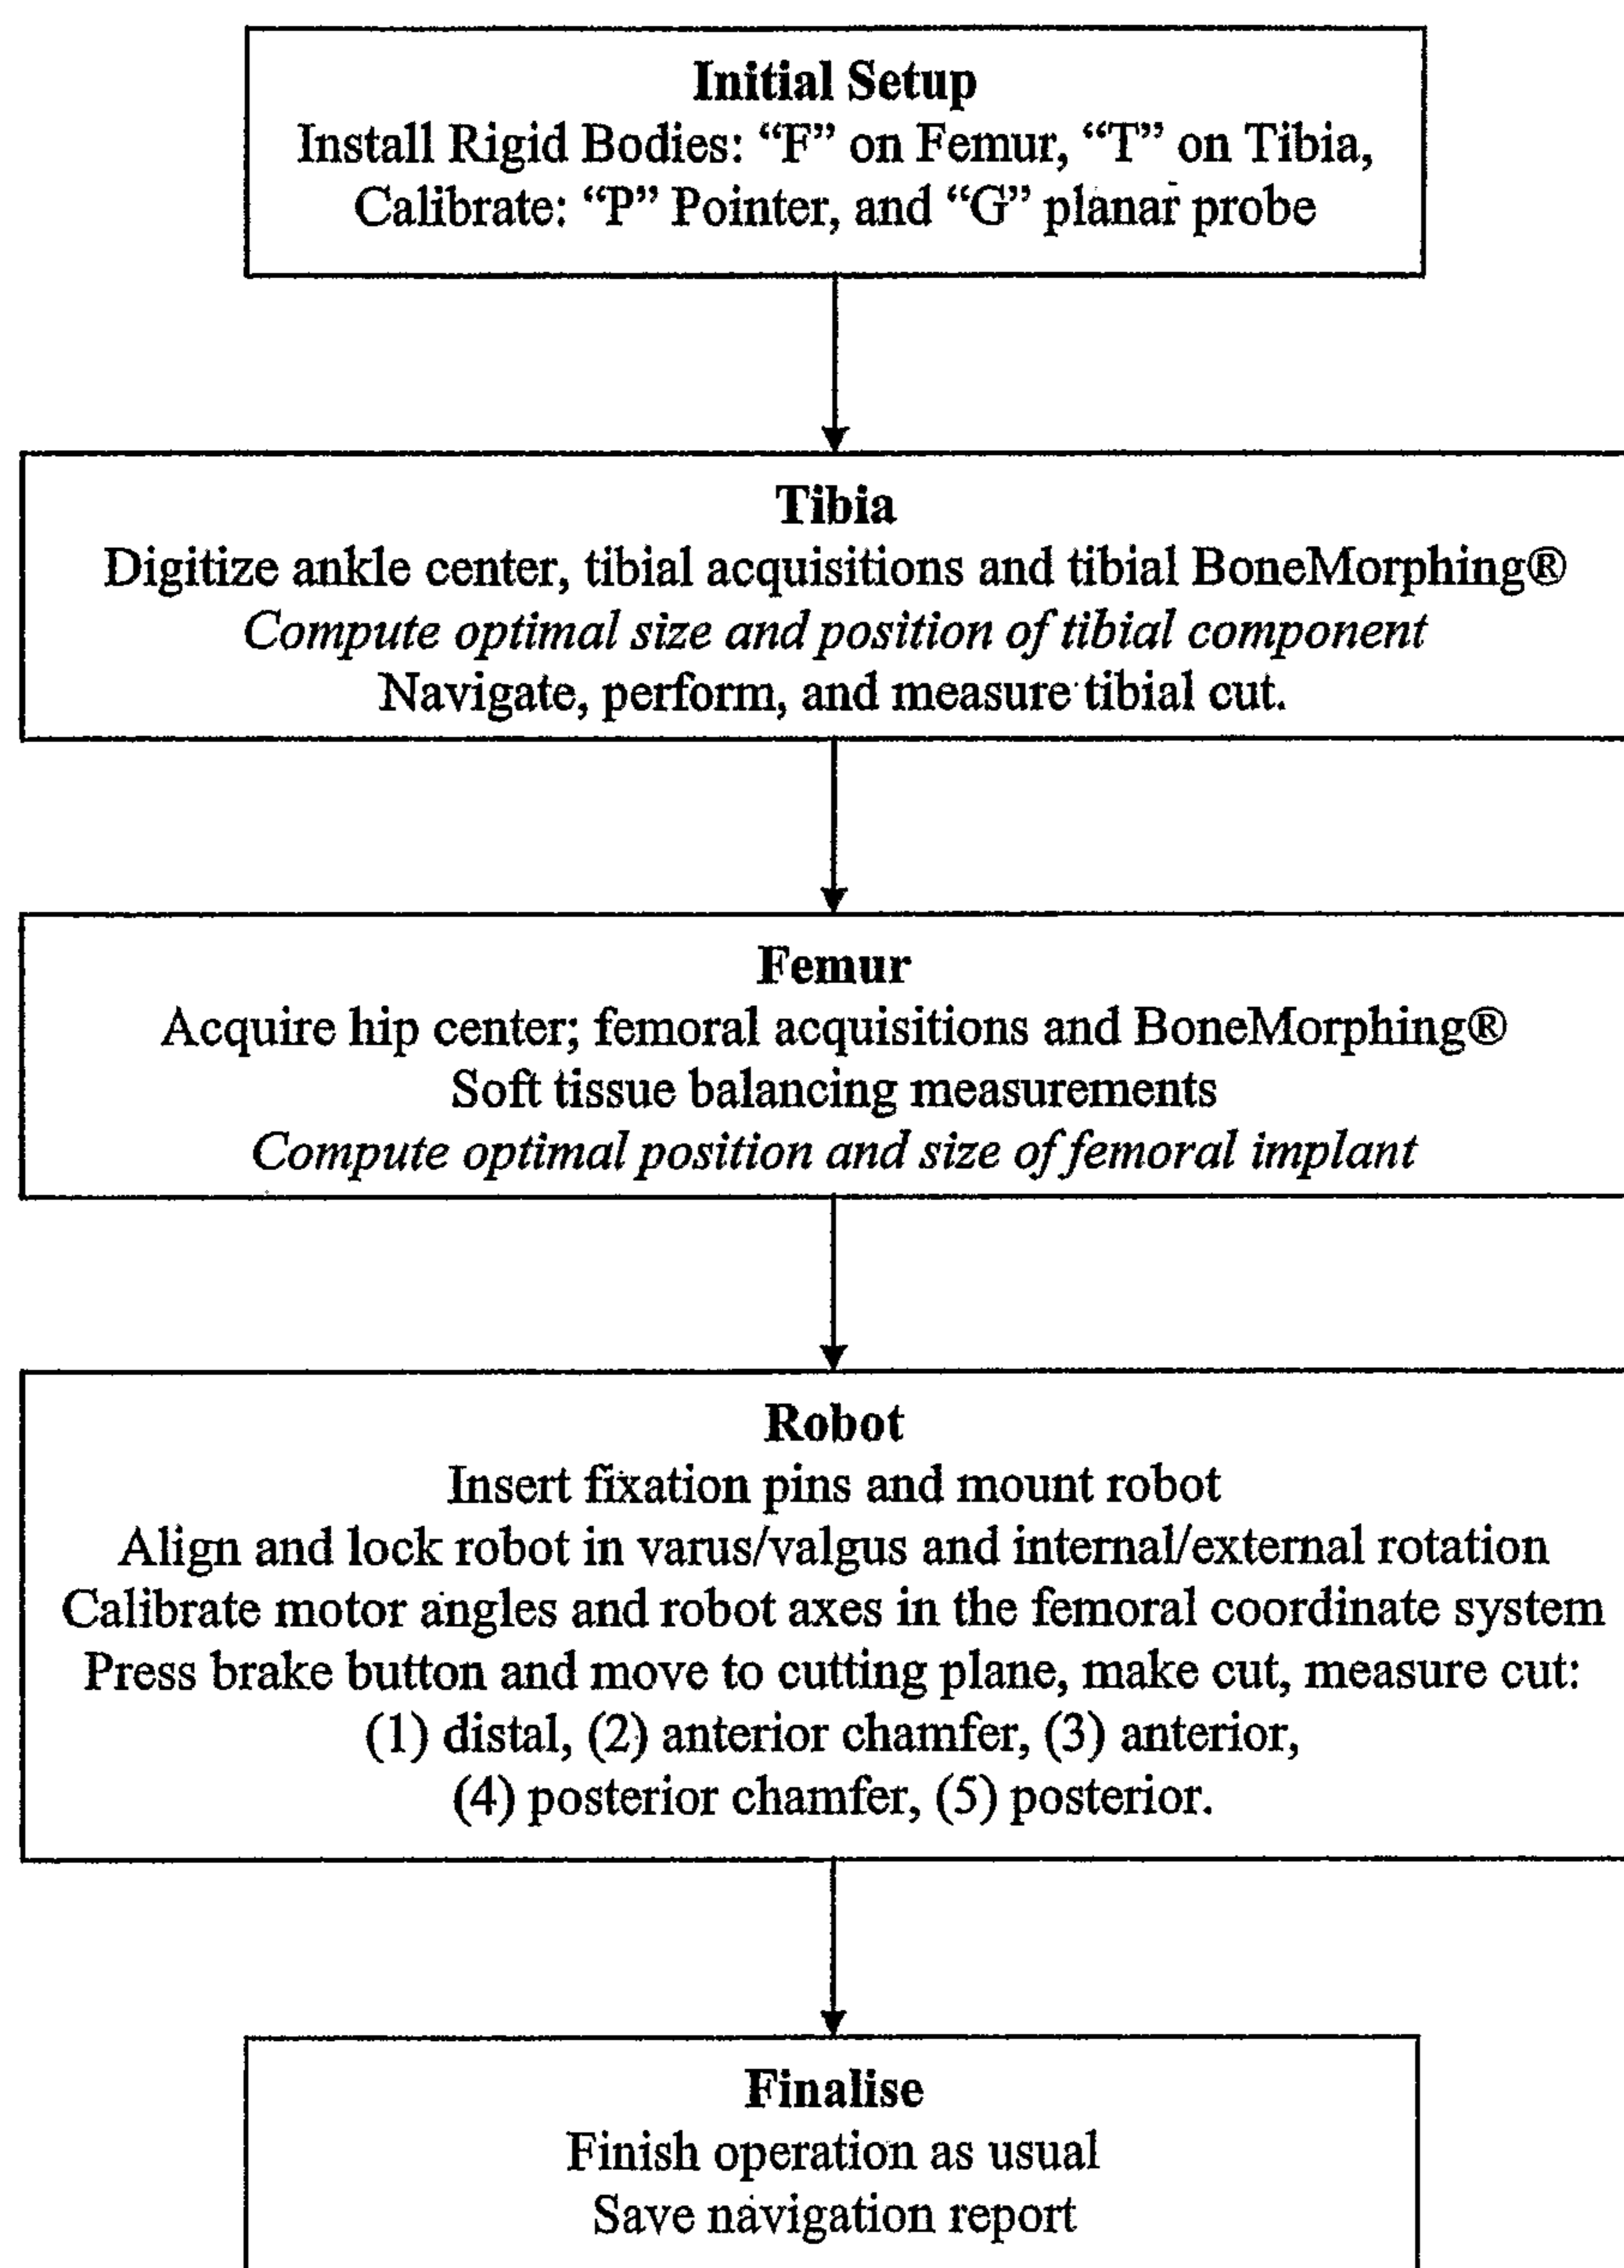 Initial Setup
Install Rigid Bodies: “F” on Femur, “T” on Tibia,
Calibrate: “P” Pointer, and “G” planar probe
Tibia
Digitize ankle center, tibial acquisitions and tibial BoneMorphing®
Compute optimal size and position of tibial component
Navigate, perform, and measure tibial cut.
Femur
Acquire hip center; femoral acquisitions and BoneMorphing®
Soft tissue balancing measurements
Compute optimal position and size of femoral implant
Robot
Insert fixation pins and mount robot
Align and lock robot in varus/valgus and internal/external rotation
Calibrate motor angles and robot axes in the femoral coordinate system
Press brake button and move to cutting plane, make cut, measure cut:
(1) distal, (2) anterior chamfer, (3) anterior,
(4) posterior chamfer, (5) posterior.
Finalise
Finish operation as usual
Save navigation report